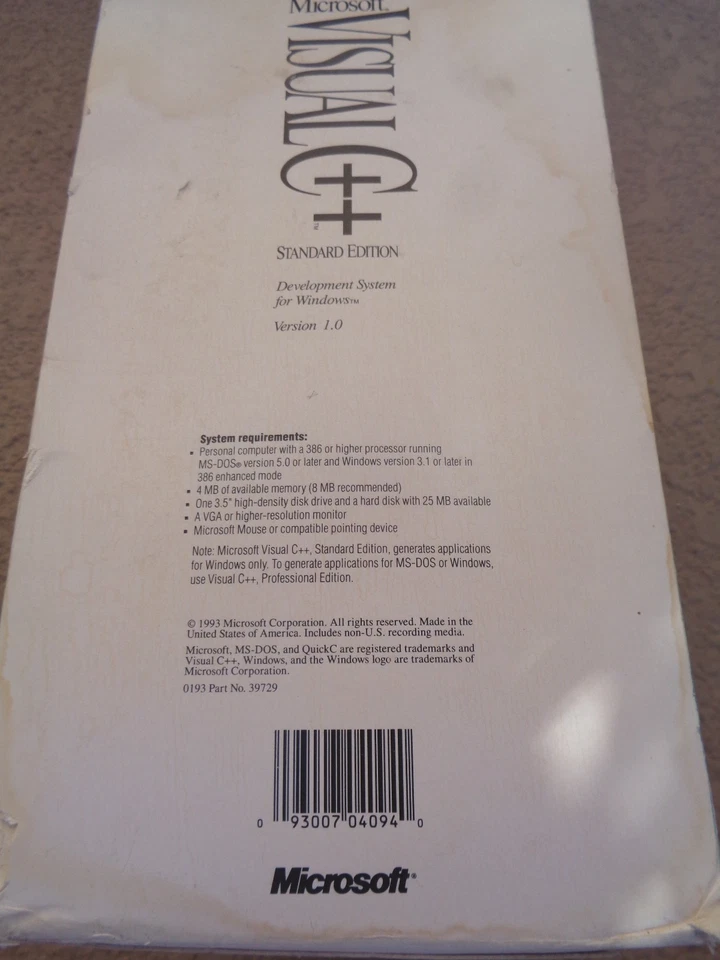 Microsoft.
VISUAL C++™
STANDARD EDITION
Development System
for Windows™
Version 1.0
System requirements:
• Personal computer with a 386 or higher processor running
MS-DOS® version 5.0 or later and Windows version 3.1 or later in
386 enhanced mode
• 4 MB of available memory (8 MB recommended)
• One 3.5" high-density disk drive and a hard disk with 25 MB available
• A VGA or higher-resolution monitor
• Microsoft Mouse or compatible pointing device
Note: Microsoft Visual C++, Standard Edition, generates applications
for Windows only. To generate applications for MS-DOS or Windows,
use Visual C++, Professional Edition.
© 1993 Microsoft Corporation. All rights reserved. Made in the
United States of America. Includes non-U.S. recording media.
Microsoft, MS-DOS, and QuickC are registered trademarks and
Visual C++, Windows, and the Windows logo are trademarks of
Microsoft Corporation.
0193 Part No. 39729
0 93007 04094 0
Microsoft®